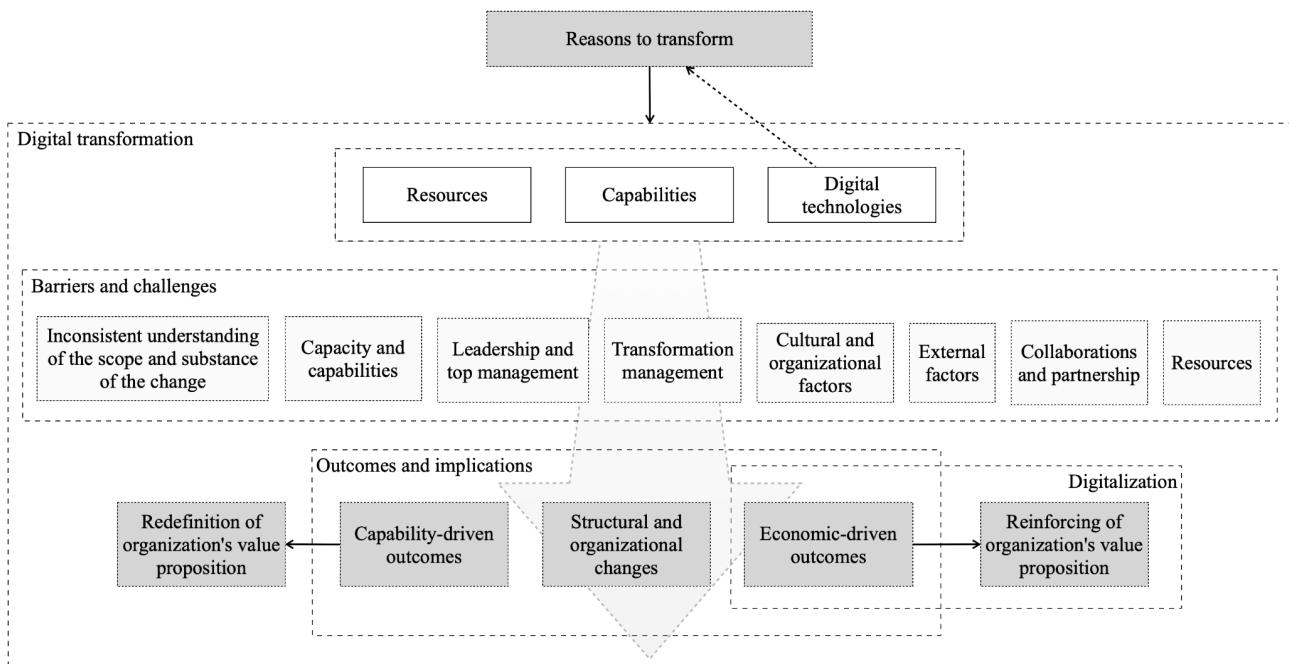 Reasons to transform
Digital transformation
Resources
Capabilities
Digital
technologies
Barriers and challenges
Inconsistent understanding
of the scope and substance
of the change
Capacity and
capabilities
Leadership and
top management
Transformation
management
Cultural and
organizational
factors
External
factors
Collaborations
and partnership
Resources
Outcomes and implications
Digitalization
Redefinition of
organization's value
proposition
Capability-driven
outcomes
Structural and
organizational
changes
Economic-driven
outcomes
Reinforcing of
organization's value
proposition